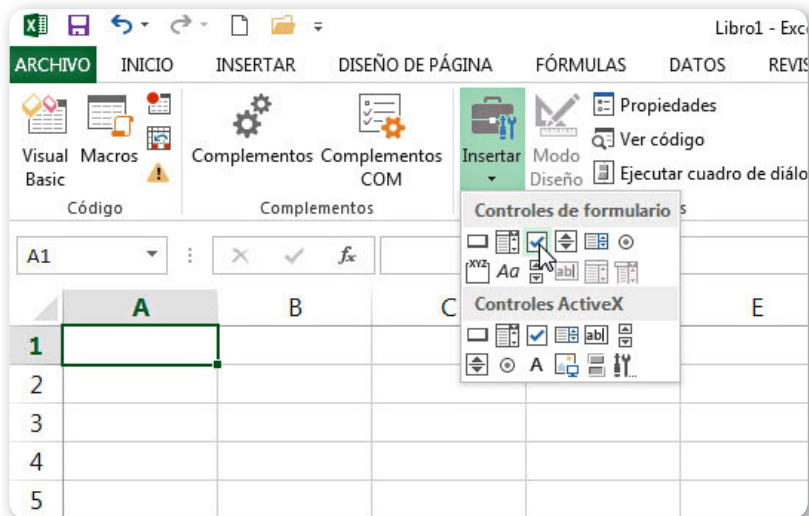 Libro1 - Exc
ARCHIVO INICIO INSERTAR DISEÑO DE PÁGINA FÓRMULAS DATOS REVIS
Visual Basic
Macros
Complementos
Complementos COM
Insertar
Modo Diseño
Propiedades
Ver código
Ejecutar cuadro de diálo
Código
Complementos
s
Controles de formulario
XYZ
Aa
ab|
Controles ActiveX
ab|
A
A1
fx
A B C E
1
2
3
4
5